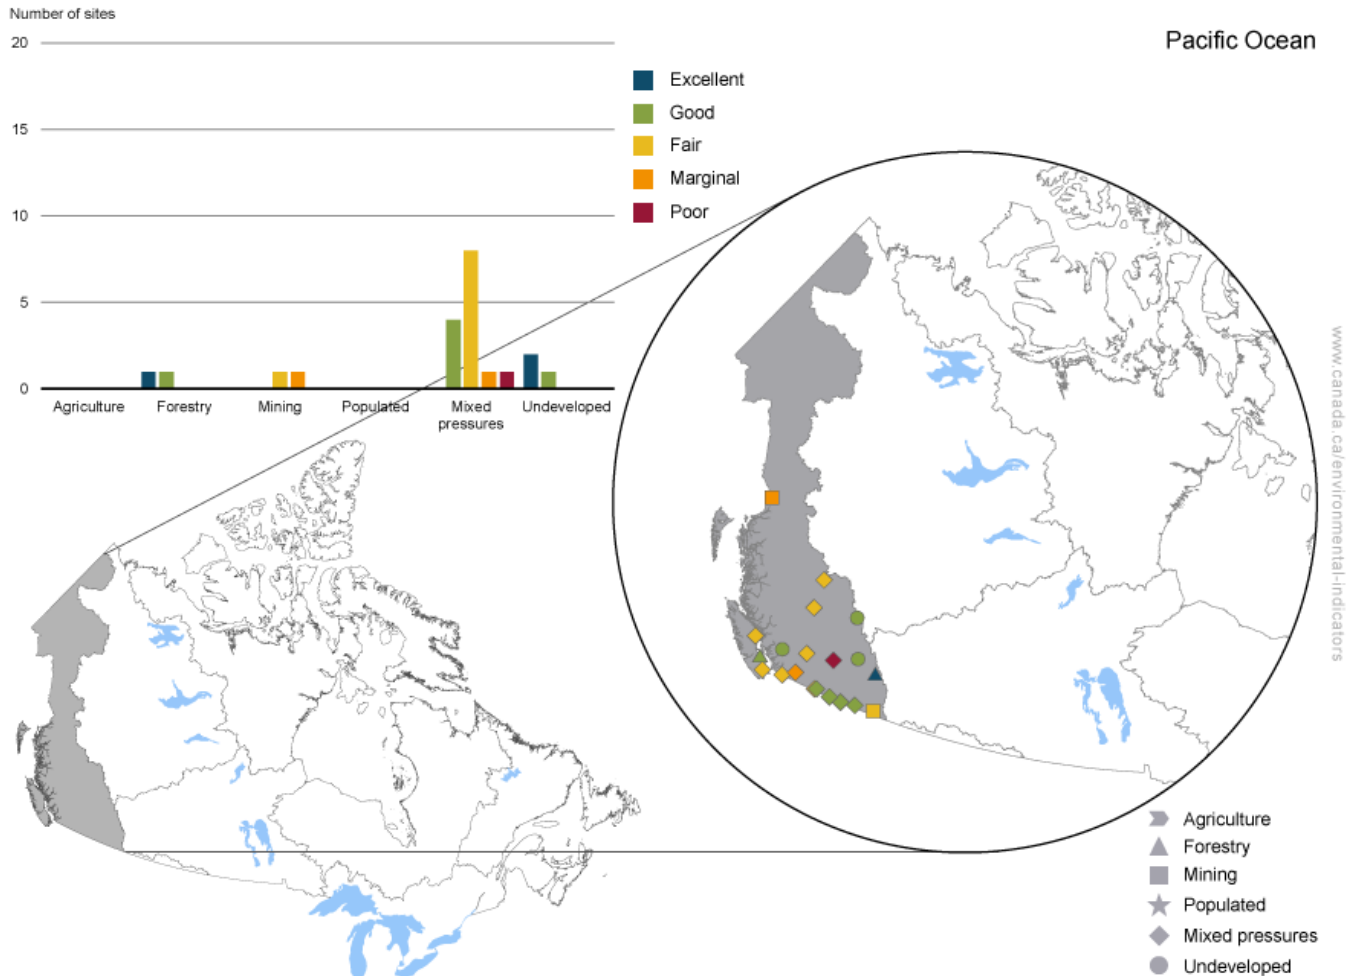 Number of sites
20
15
10
5
0
Agriculture
Forestry
Mining
Populated
Mixed
pressures
Undeveloped
Excellent
Good
Fair
Marginal
Poor
Pacific Ocean
www.canada.ca/environmental-indicators
Agriculture
Forestry
Mining
Populated
Mixed pressures
Undeveloped